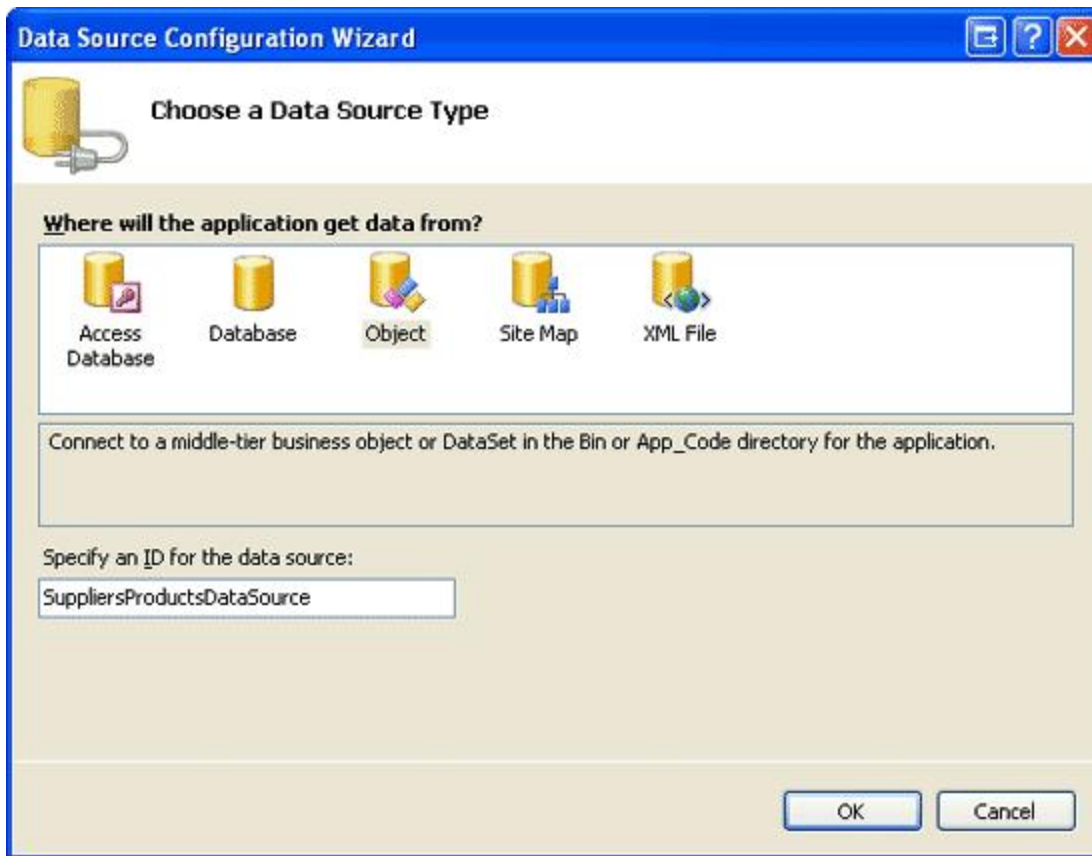 Data Source Configuration Wizard
Choose a Data Source Type
Where will the application get data from?
Access
Database
Database
Object
Site Map
XML File
Connect to a middle-tier business object or DataSet in the Bin or App_Code directory for the application.
Specify an ID for the data source:
SuppliersProductsDataSource
OK
Cancel